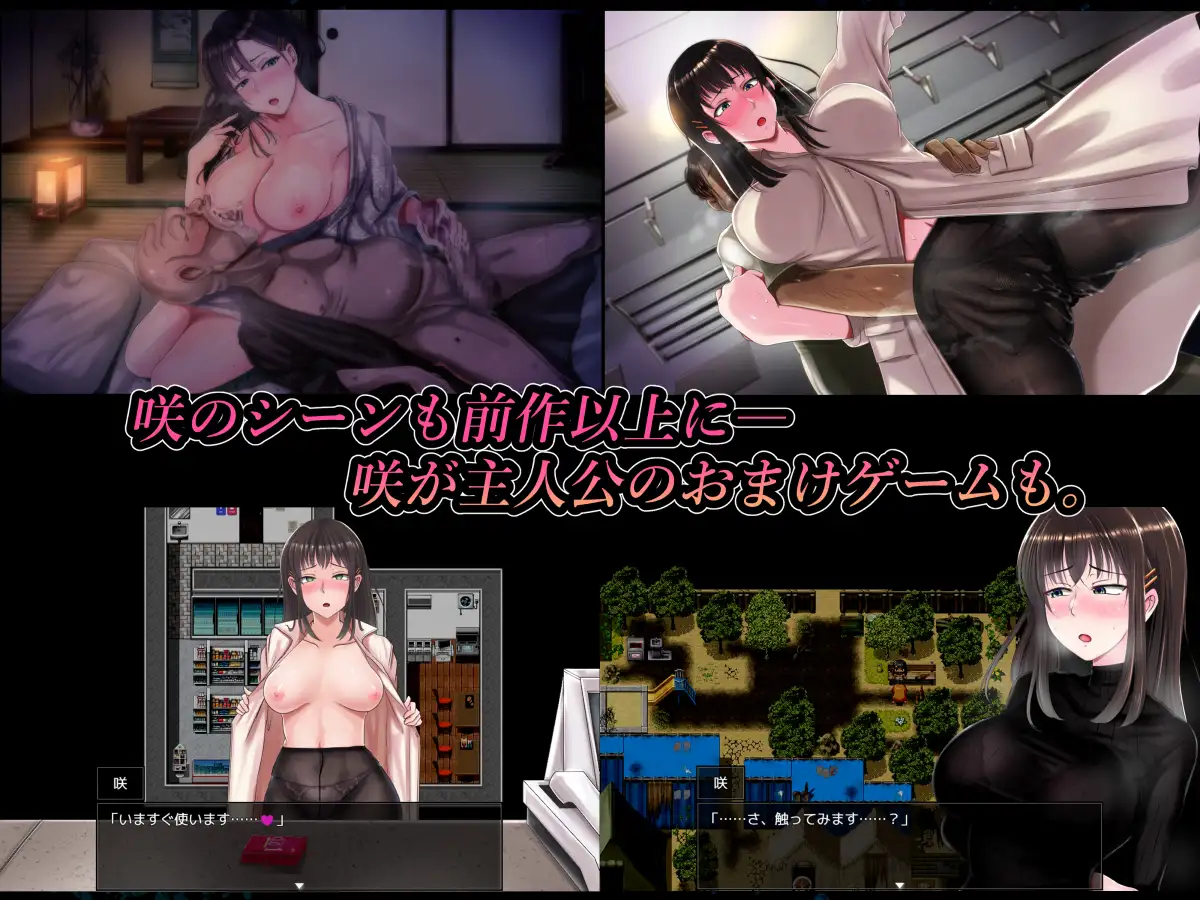 咲のシーンも前作以上に―
咲が主人公のおまけゲームも。
咲
「いますぐ使います……♥」
咲
「……さ、触ってみます……？」